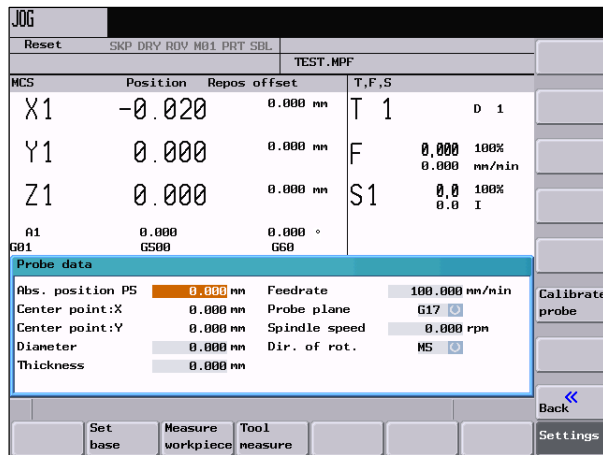 JOG
Reset SKP DRY ROV M01 PRT SBL
TEST.MPF
MCS Position Repos offset T,F,S
X1 -0.020 0.000 mm T 1 D 1
Y1 0.000 0.000 mm F 0,000 100%
0.000 mm/min
Z1 0.000 0.000 mm S1 0,0 100%
0.0 I
A1 0.000 0.000 °
G01 G500 G60
Probe data
Abs. position P5 0.000 mm Feedrate 100.000 mm/min
Center point:X 0.000 mm Probe plane G17
Center point:Y 0.000 mm Spindle speed 0.000 rpm
Diameter 0.000 mm Dir. of rot. M5
Thickness 0.000 mm
Calibrate
probe
«
Back
Set
base
Measure
workpiece
Tool
measure
Settings